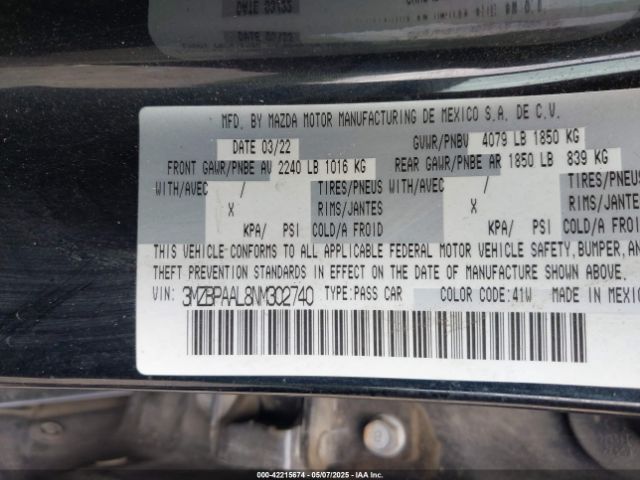 MFD. BY MAZDA MOTOR MANUFACTURING DE MEXICO S.A. DE C.V.
DATE 03/22 GVWR/PNBV 4079 LB 1850 KG
FRONT GAWR/PNBE AV 2240 LB 1016 KG REAR GAWR/PNBE AR 1850 LB 839 KG
WITH/AVEC / TIRES/PNEUS WITH/AVEC / TIRES/PNEUS
X RIMS/JANTES X RIMS/JANTES
KPA/ PSI COLD/A FROID KPA/ PSI COLD/A FROID
THIS VEHICLE CONFORMS TO ALL APPLICABLE FEDERAL MOTOR VEHICLE SAFETY, BUMPER, AN
THEFT PREVENTION STANDARDS IN EFFECT ON THE DATE OF MANUFACTURE SHOWN ABOVE.
VIN: 3MZBPAAL8NM302740 TYPE:PASS CAR COLOR CODE:41W MADE IN MEXIC
000-42215674 05/07/2025 IAAI.COM